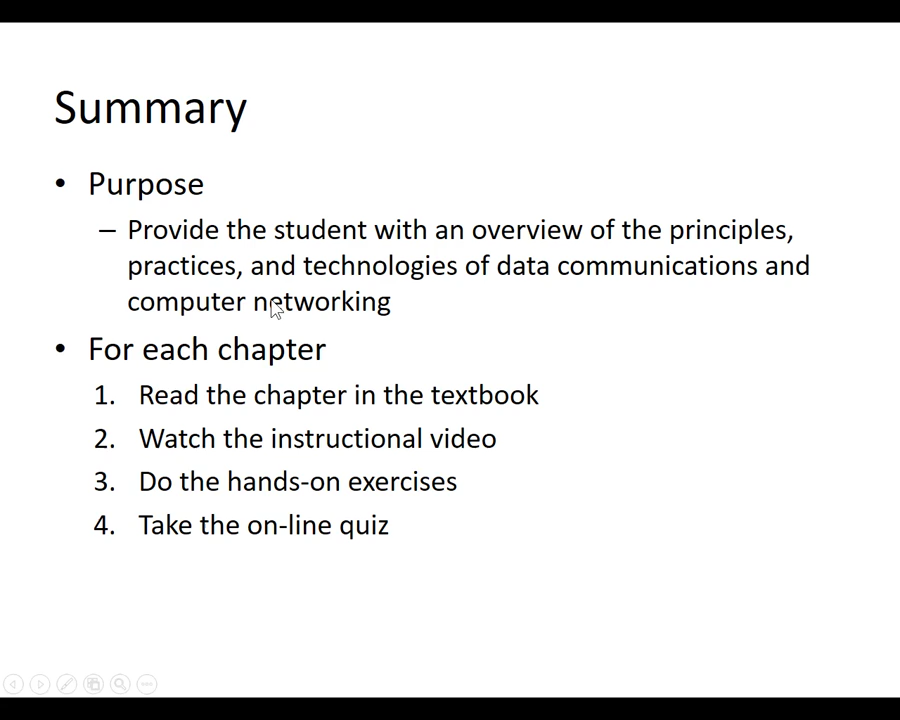 Summary
• Purpose
– Provide the student with an overview of the principles,
practices, and technologies of data communications and
computer networking
• For each chapter
1. Read the chapter in the textbook
2. Watch the instructional video
3. Do the hands-on exercises
4. Take the on-line quiz